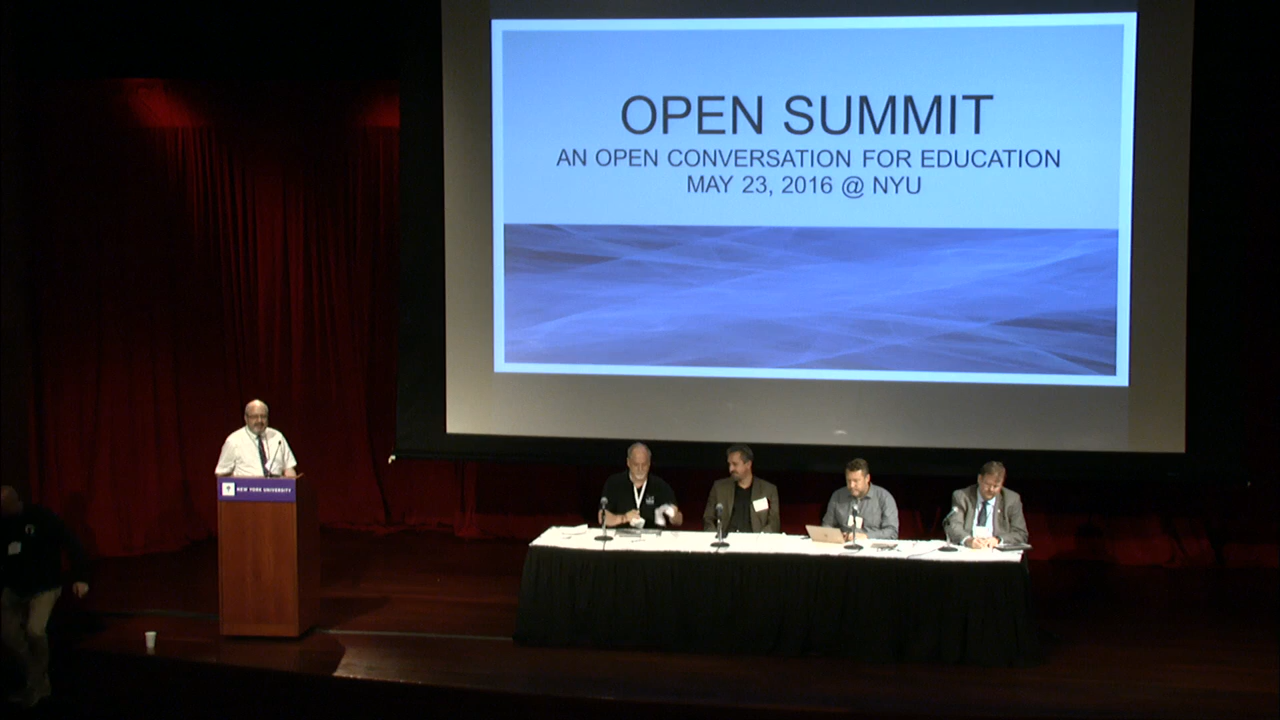 OPEN SUMMIT
AN OPEN CONVERSATION FOR EDUCATION
MAY 23, 2016 @ NYU
NEW YORK UNIVERSITY